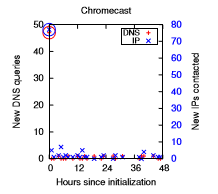 Chromecast
50
40
30
20
10
0
New DNS queries
DNS
IP
80
70
60
50
40
30
20
10
0
New IPs contacted
0 12 24 36 48
Hours since initialization